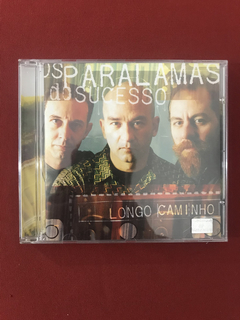 OS PARALAMAS
do SUCESSO
LONGO CAMINHO